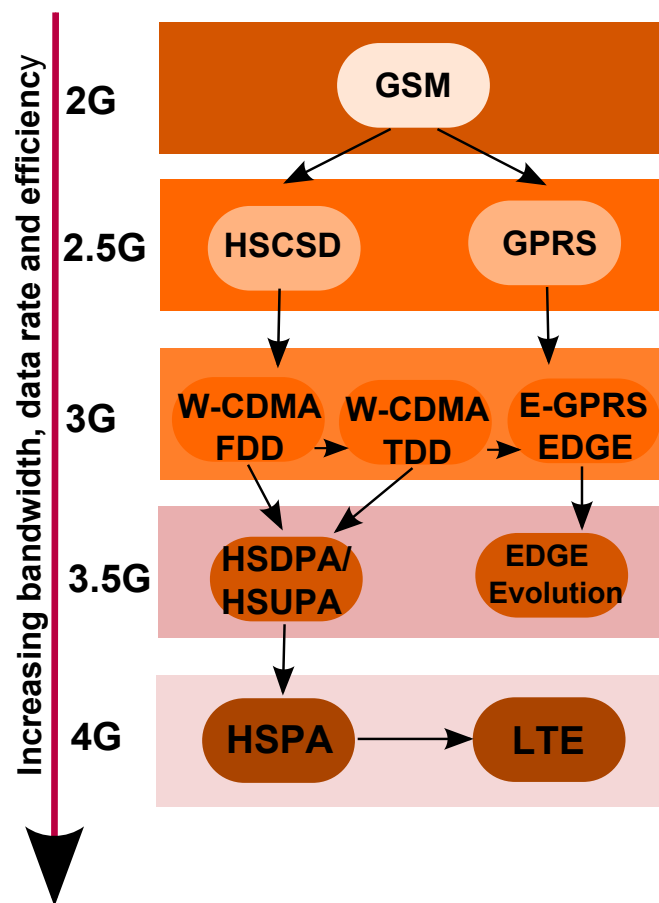 Increasing bandwidth, data rate and efficiency
2G
GSM
2.5G
HSCSD
GPRS
3G
W-CDMA
FDD
W-CDMA
TDD
E-GPRS
EDGE
3.5G
HSDPA/
HSUPA
EDGE
Evolution
4G
HSPA
LTE